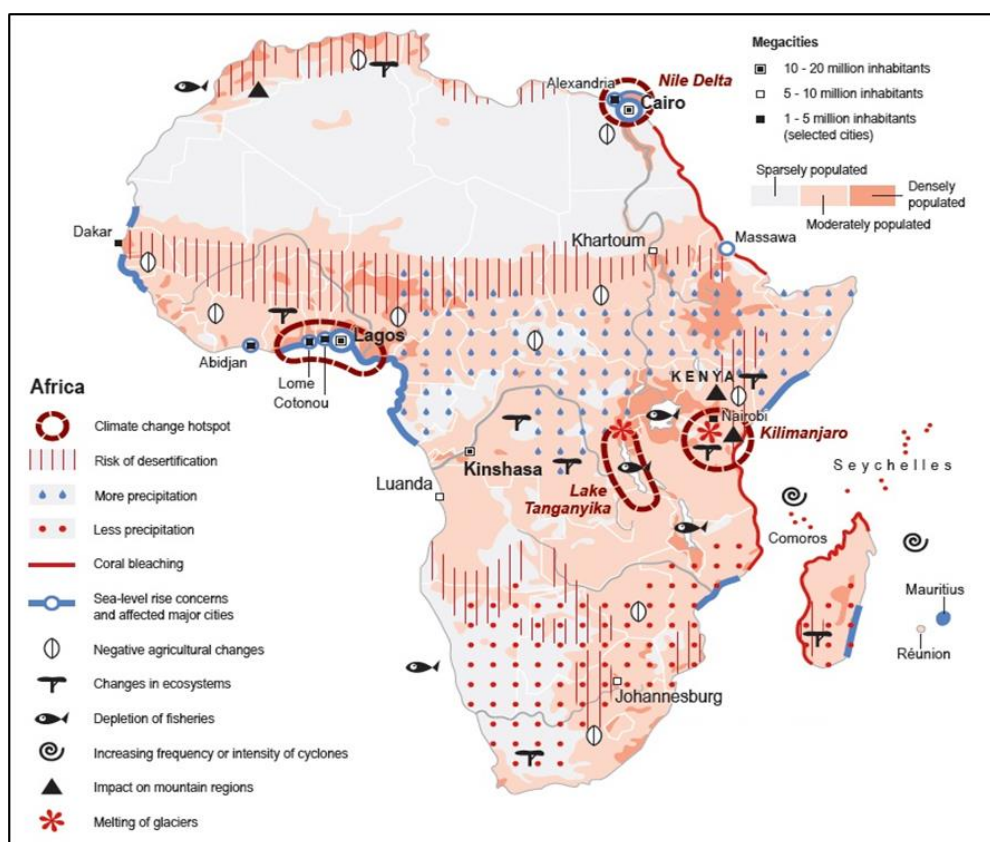 Megacities
10 - 20 million inhabitants
5 - 10 million inhabitants
1 - 5 million inhabitants
(selected cities)
Sparsely populated
Densely
populated
Moderately populated
Nile Delta
Alexandria
Cairo
Dakar
Khartoum
Massawa
Lagos
Abidjan
Lome
Cotonou
KENYA
Nairobi
Kilimanjaro
Kinshasa
Luanda
Lake
Tanganyika
Seychelles
Comoros
Mauritius
Réunion
Johannesburg
Africa
Climate change hotspot
Risk of desertification
More precipitation
Less precipitation
Coral bleaching
Sea-level rise concerns
and affected major cities
Negative agricultural changes
Changes in ecosystems
Depletion of fisheries
Increasing frequency or intensity of cyclones
Impact on mountain regions
Melting of glaciers